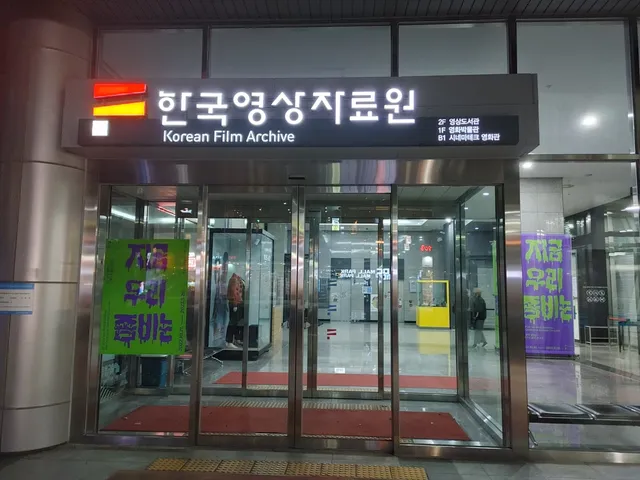 한국영상자료원
Korean Film Archive
2F 영상도서관
1F 영화박물관
B1 시네마테크 영화관
지금
우리
좀비는
지금
우리
좀비는